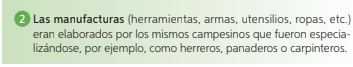 2 Las manufacturas (herramientas, armas, utensilios, ropas, etc.)
eran elaborados por los mismos campesinos que fueron especia-
lizándose, por ejemplo, como herreros, panaderos o carpinteros.